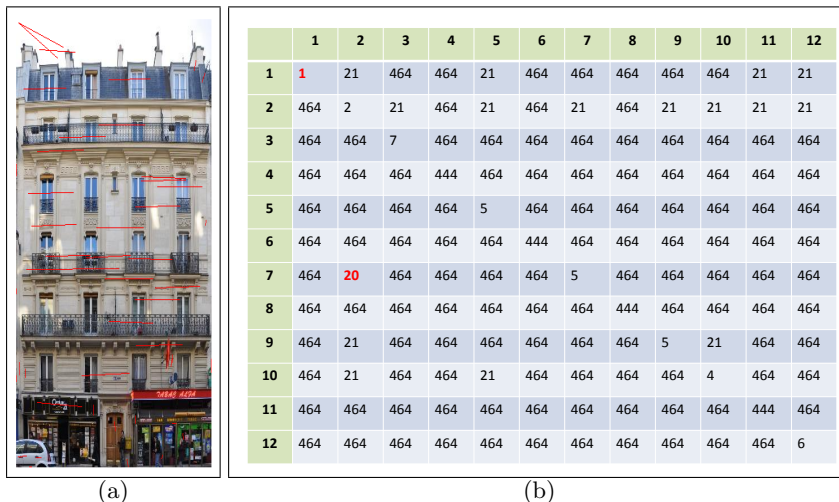 1 2 3 4 5 6 7 8 9 10 11 12
1 1 21 464 464 21 464 464 464 464 464 21 21
2 464 2 21 464 21 464 21 464 21 21 21 21
3 464 464 7 464 464 464 464 464 464 464 464 464
4 464 464 464 444 464 464 464 464 464 464 464 464
5 464 464 464 464 5 464 464 464 464 464 464 464
6 464 464 464 464 464 444 464 464 464 464 464 464
7 464 20 464 464 464 464 5 464 464 464 464 464
8 464 464 464 464 464 464 464 444 464 464 464 464
9 464 21 464 464 464 464 464 464 5 21 464 464
10 464 21 464 464 21 464 464 464 464 4 464 464
11 464 464 464 464 464 464 464 464 464 464 444 464
12 464 464 464 464 464 464 464 464 464 464 464 6
TABAC ALFA
(a) (b)